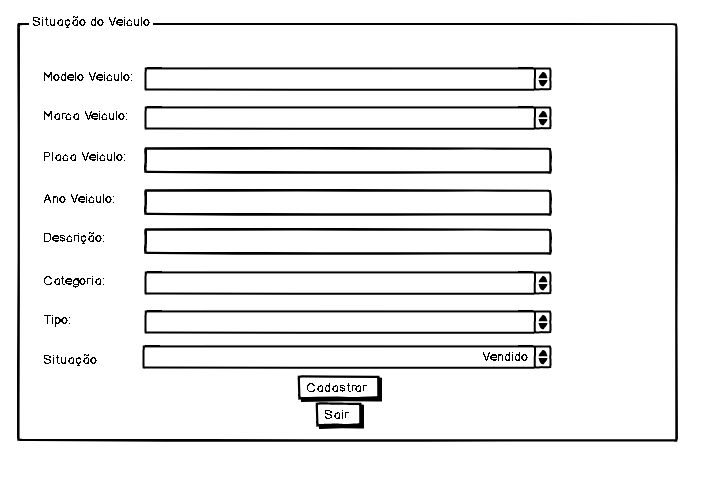 Situação do Veiculo
Modelo Veiculo:
Marca Veiculo:
Placa Veiculo:
Ano Veiculo:
Descrição:
Categoria:
Tipo:
Situação Vendido
Cadastrar
Sair